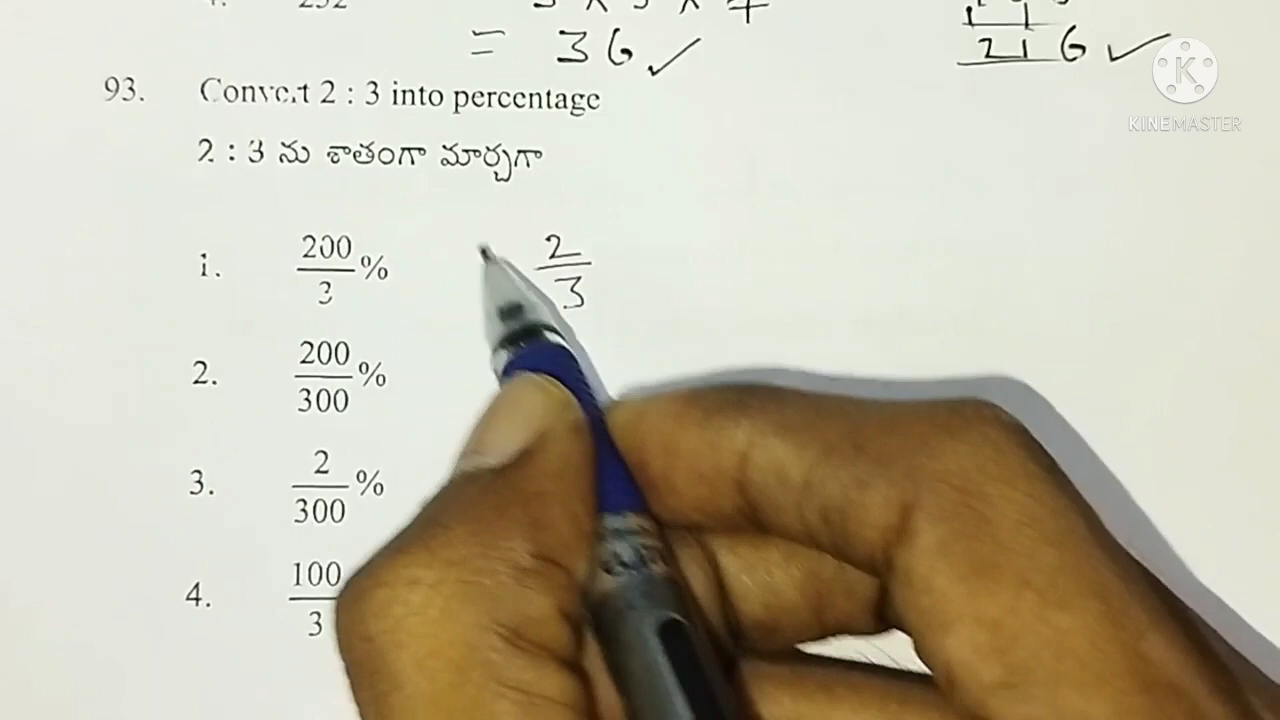 = 36 ✓
216 ✓
KINEMASTER
93. Convert 2 : 3 into percentage
2 : 3 ను శాతంగా మార్చగా
1. 200/3 %
2/3
2. 200/300 %
3. 2/300 %
4. 100/3